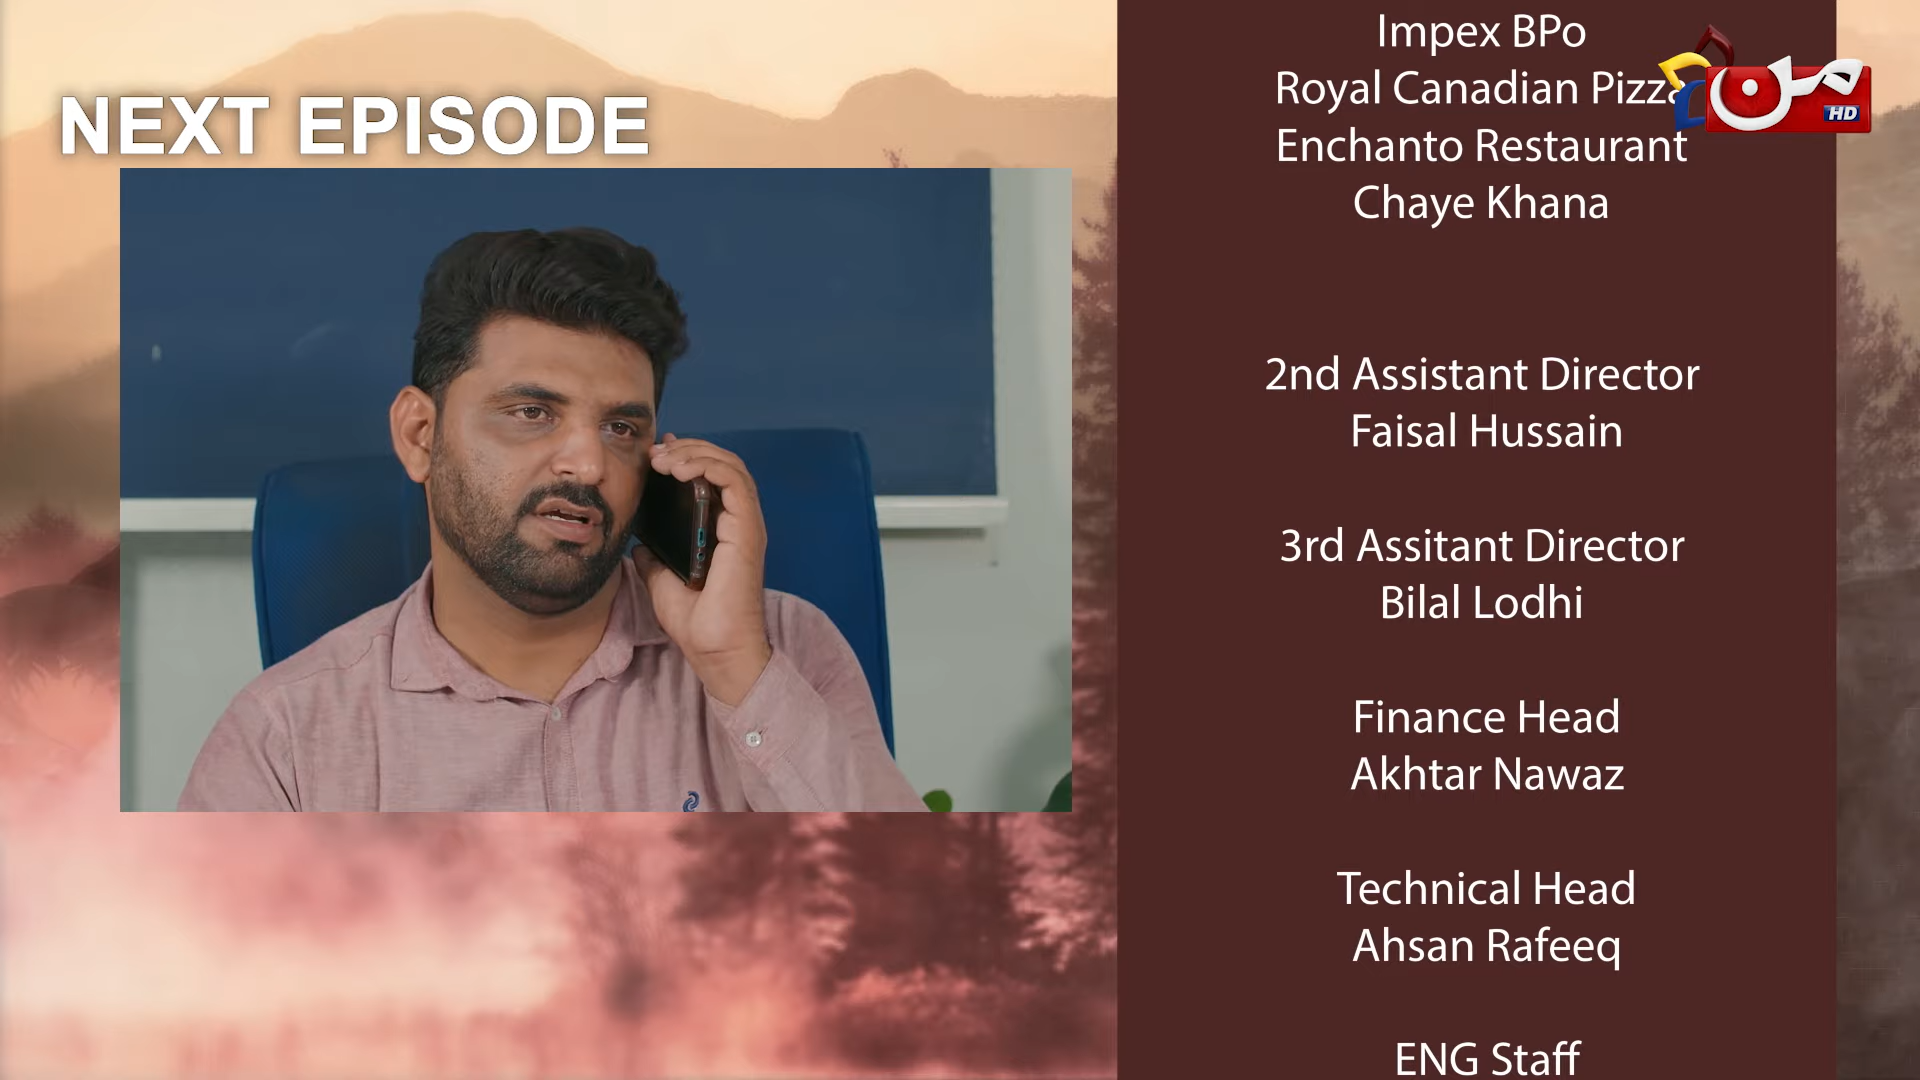 NEXT EPISODE
Impex BPo
Royal Canadian Pizza
Enchanto Restaurant
Chaye Khana
2nd Assistant Director
Faisal Hussain
3rd Assitant Director
Bilal Lodhi
Finance Head
Akhtar Nawaz
Technical Head
Ahsan Rafeeq
ENG Staff
من
HD